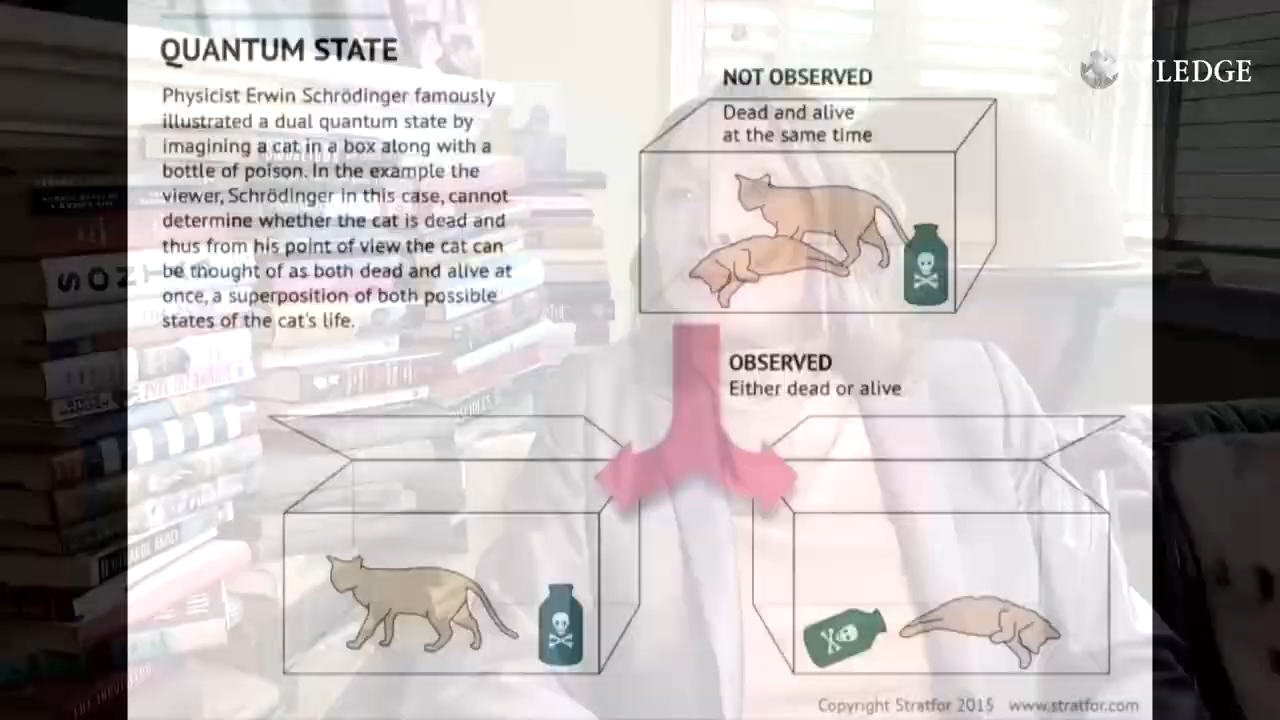 QUANTUM STATE
Physicist Erwin Schrödinger famously
illustrated a dual quantum state by
imagining a cat in a box along with a
bottle of poison. In the example the
viewer, Schrödinger in this case, cannot
determine whether the cat is dead and
thus from his point of view the cat can
be thought of as both dead and alive at
once, a superposition of both possible
states of the cat's life.
NOT OBSERVED
Dead and alive
at the same time
OBSERVED
Either dead or alive
Copyright Stratfor 2015 www.stratfor.com